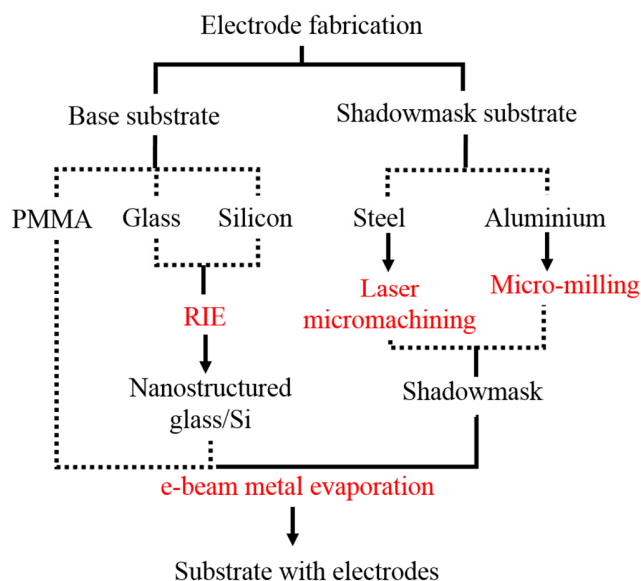 Electrode fabrication
Base substrate
Shadowmask substrate
PMMA
Glass
Silicon
Steel
Aluminium
RIE
Laser
micromachining
Micro-milling
Nanostructured
glass/Si
Shadowmask
e-beam metal evaporation
Substrate with electrodes